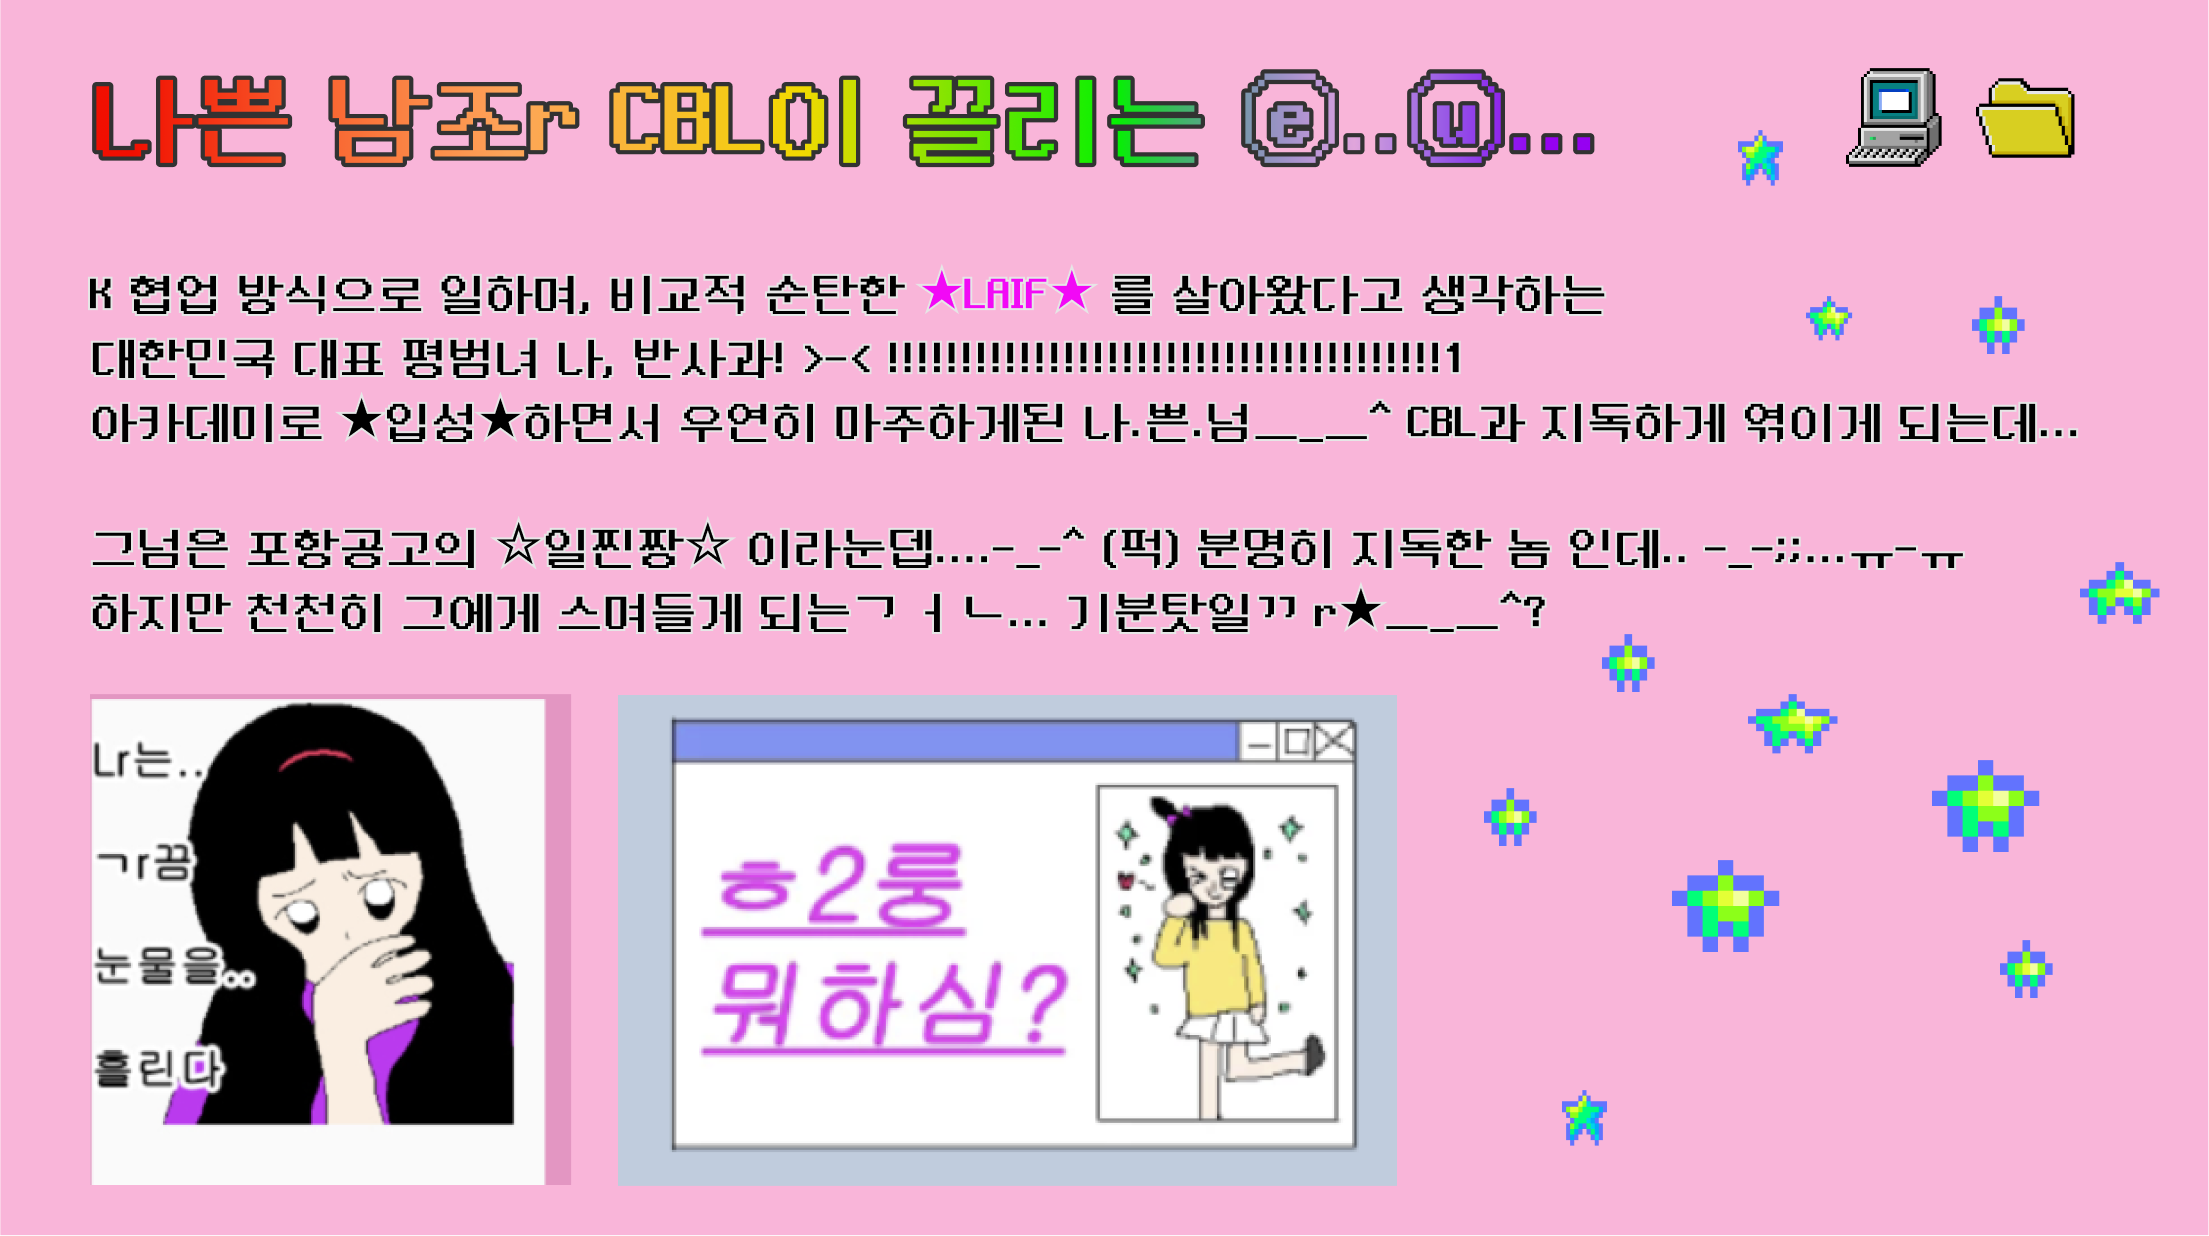 나쁜 남조r CBL이 끌리는 ⓔ..ⓤ...
K 협업 방식으로 일하며, 비교적 순탄한 ★LAIF★ 를 살아왔다고 생각하는
대한민국 대표 평범녀 나, 반사과! >-< !!!!!!!!!!!!!!!!!!!!!!!!!!!!!!!!!!!!!!1
아카데미로 ★입성★하면서 우연히 마주하게된 나.쁜.넘ㅡ_ㅡ^ CBL과 지독하게 엮이게 되는데...
그넘은 포항공고의 ☆일찐짱☆ 이라눈뎁....-_-^ (퍽) 분명히 지독한 놈 인데.. -_-;;...ㅠ-ㅠ
하지만 천천히 그에게 스며들게 되는ㄱ ㅓㄴ... 기분탓일ㄲr★ㅡ_ㅡ^?
Lr는..
ㄱr끔
눈물을..
흘린다
ㅎ2룽
뭐하심?